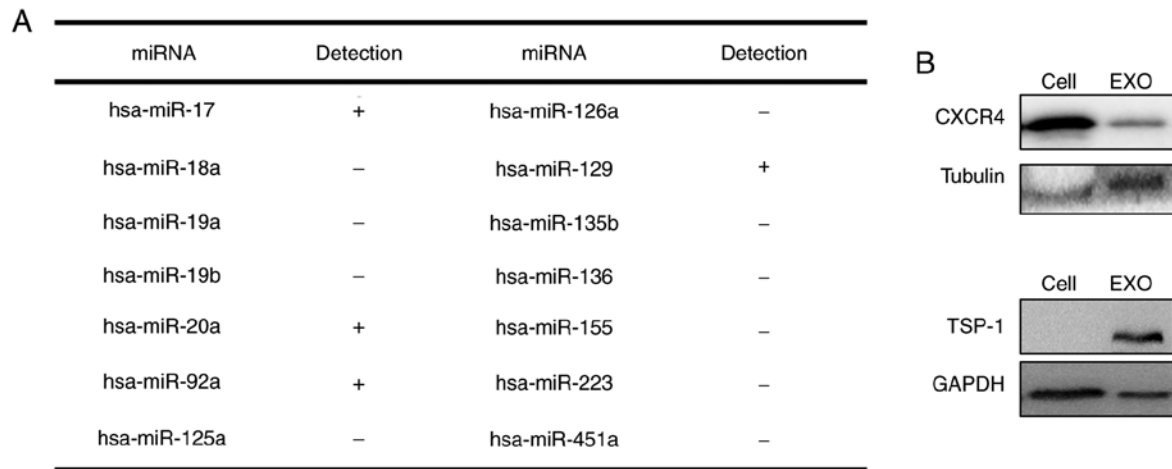 A
miRNA Detection miRNA Detection
hsa-miR-17 + hsa-miR-126a –
hsa-miR-18a – hsa-miR-129 +
hsa-miR-19a – hsa-miR-135b –
hsa-miR-19b – hsa-miR-136 –
hsa-miR-20a + hsa-miR-155 –
hsa-miR-92a + hsa-miR-223 –
hsa-miR-125a – hsa-miR-451a –
B
Cell EXO
CXCR4
Tubulin
Cell EXO
TSP-1
GAPDH